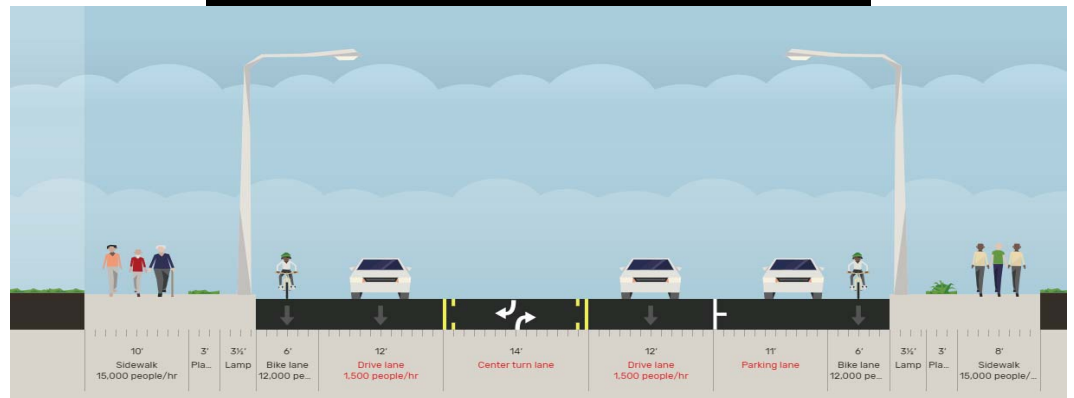 10' 3' 3½' 6' 12' 14' 12' 11' 6' 3½' 3' 8'
Sidewalk Pla... Lamp Bike lane Drive lane Center turn lane Drive lane Parking lane Bike lane Lamp Pla... Sidewalk
15,000 people/hr 12,000 pe... 1,500 people/hr 1,500 people/hr 12,000 pe... 15,000 people/...